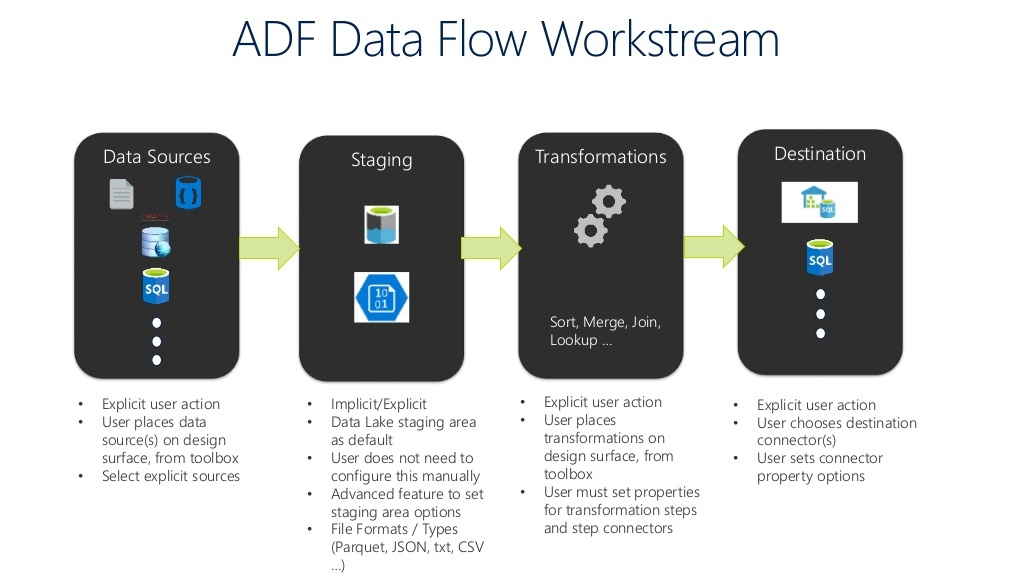 ADF Data Flow Workstream
Data Sources
ORACLE
{ }
SQL
• Explicit user action
• User places data
source(s) on design
surface, from toolbox
• Select explicit sources
Staging
10
01
• Implicit/Explicit
• Data Lake staging area
as default
• User does not need to
configure this manually
• Advanced feature to set
staging area options
• File Formats / Types
(Parquet, JSON, txt, CSV
...)
Transformations
Sort, Merge, Join,
Lookup ...
• Explicit user action
• User places
transformations on
design surface, from
toolbox
• User must set properties
for transformation steps
and step connectors
Destination
SQL
SQL
• Explicit user action
• User chooses destination
connector(s)
• User sets connector
property options